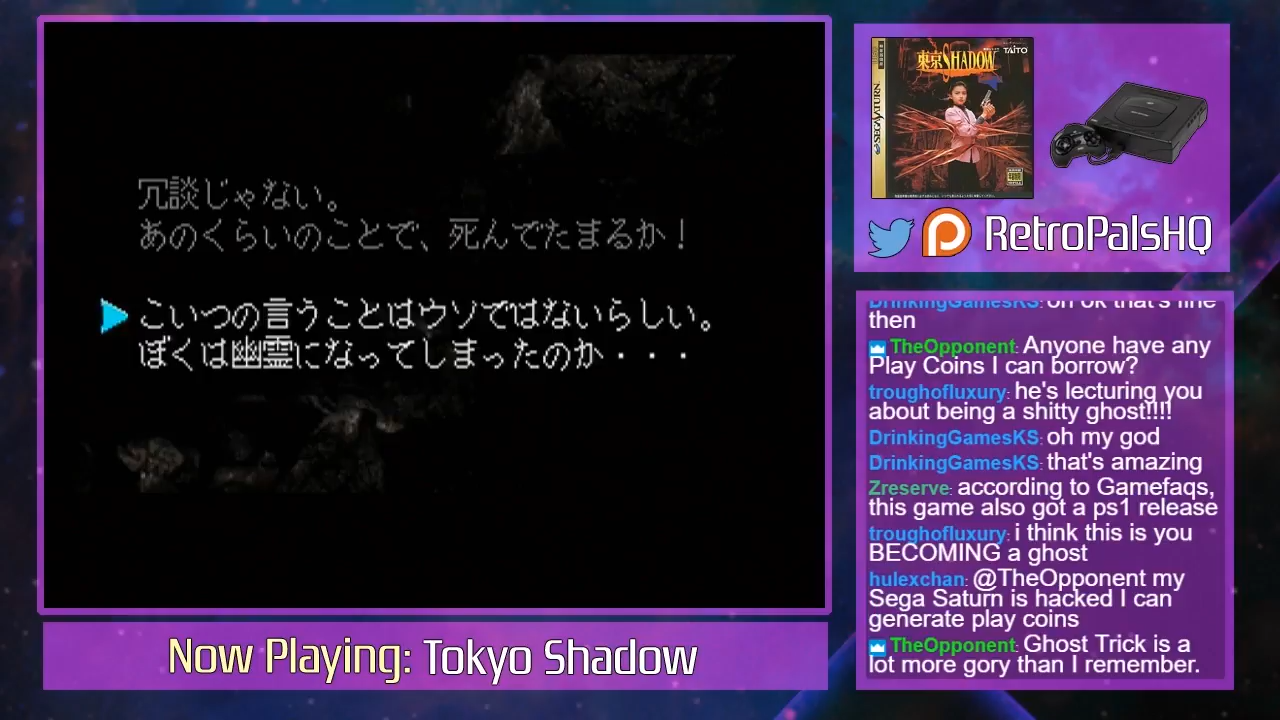 冗談じゃない。
あのくらいのことで、死んでたまるか！
こいつの言うことはウソではないらしい。
ぼくは幽霊になってしまったのか・・・
Now Playing: Tokyo Shadow
東京SHADOW
TAITO
SEGA SATURN
RetroPalsHQ
DrinkingGamesKS: oh ok that's fine
then
TheOpponent: Anyone have any
Play Coins I can borrow?
troughofluxury: he's lecturing you
about being a shitty ghost!!!!
DrinkingGamesKS: oh my god
DrinkingGamesKS: that's amazing
Zreserve: according to Gamefaqs,
this game also got a ps1 release
troughofluxury: i think this is you
BECOMING a ghost
hulexchan: @TheOpponent my
Sega Saturn is hacked I can
generate play coins
TheOpponent: Ghost Trick is a
lot more gory than I remember.